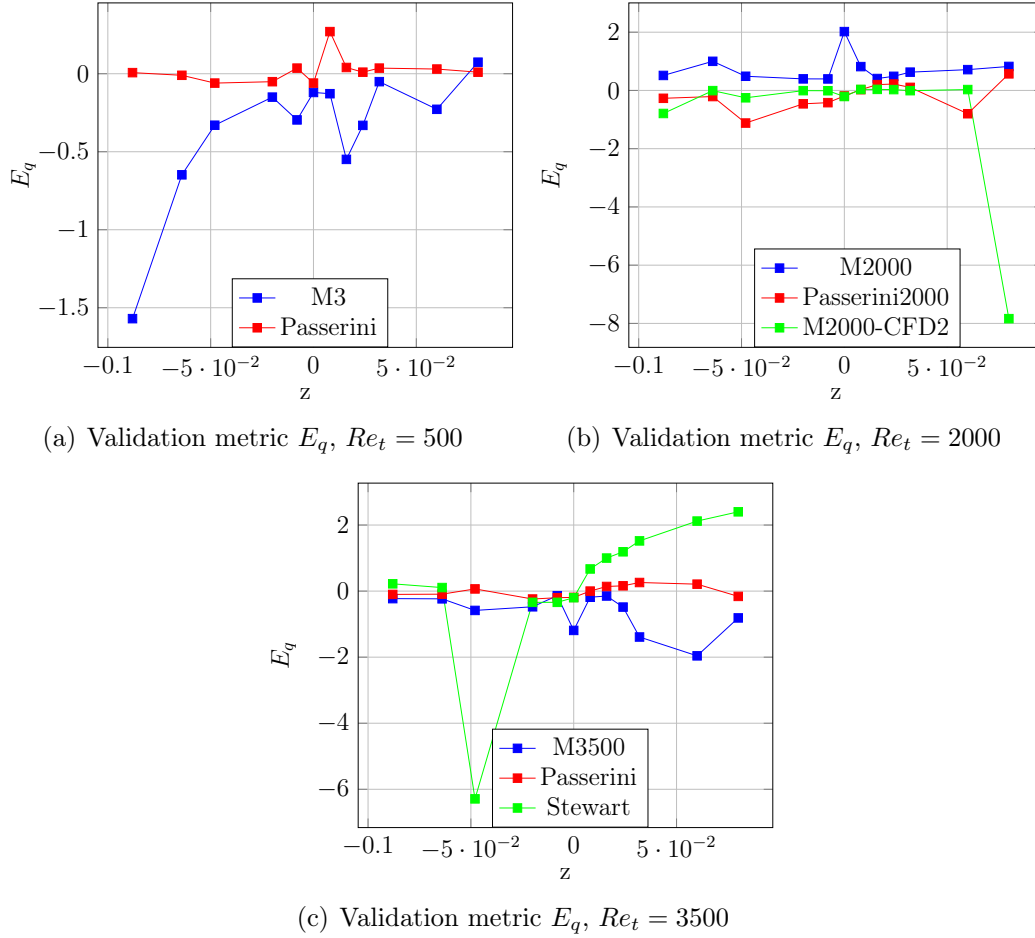 0
−0.5
−1
−1.5
E_q
−0.1
−5 · 10^−2
0
5 · 10^−2
z
M3
Passerini
(a) Validation metric E_q, Re_t = 500
2
0
−2
−4
−6
−8
E_q
−0.1
−5 · 10^−2
0
5 · 10^−2
z
M2000
Passerini2000
M2000-CFD2
(b) Validation metric E_q, Re_t = 2000
2
0
−2
−4
−6
E_q
−0.1
−5 · 10^−2
0
5 · 10^−2
z
M3500
Passerini
Stewart
(c) Validation metric E_q, Re_t = 3500